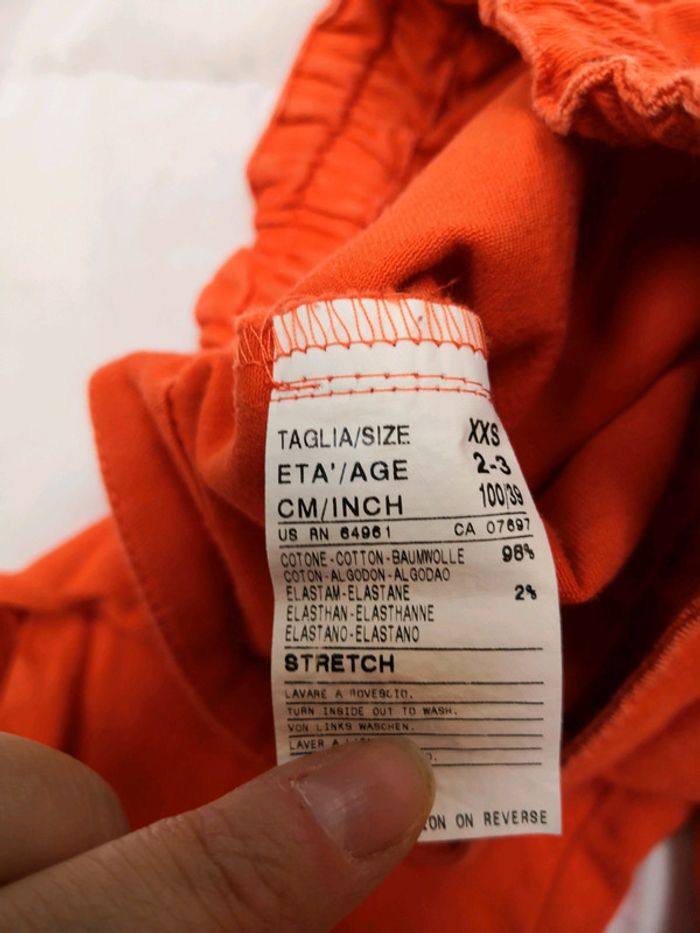 TAGLIA/SIZE XXS
ETA'/AGE 2-3
CM/INCH 100/39
US RN 64961 CA 07697
COTONE-COTTON-BAUMWOLLE 98%
COTON-ALGODON-ALGODAO
ELASTAM-ELASTANE 2%
ELASTHAN-ELASTHANNE
ELASTANO-ELASTANO
STRETCH
LAVARE A ROVESCIO.
TURN INSIDE OUT TO WASH.
VON LINKS WASCHEN.
LAVER A
ON REVERSE